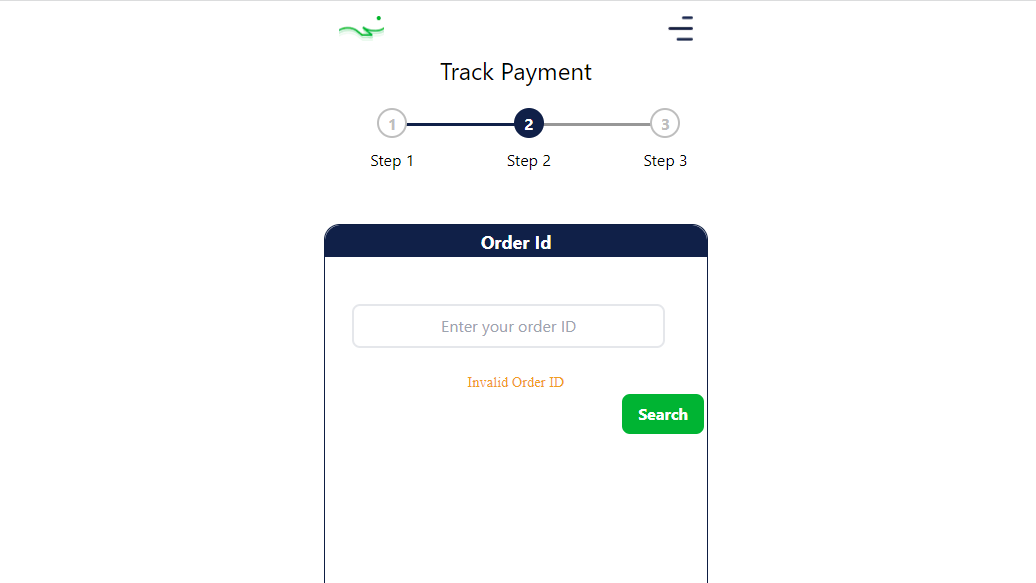 Track Payment
1 2 3
Step 1 Step 2 Step 3
Order Id
Enter your order ID
Invalid Order ID
Search